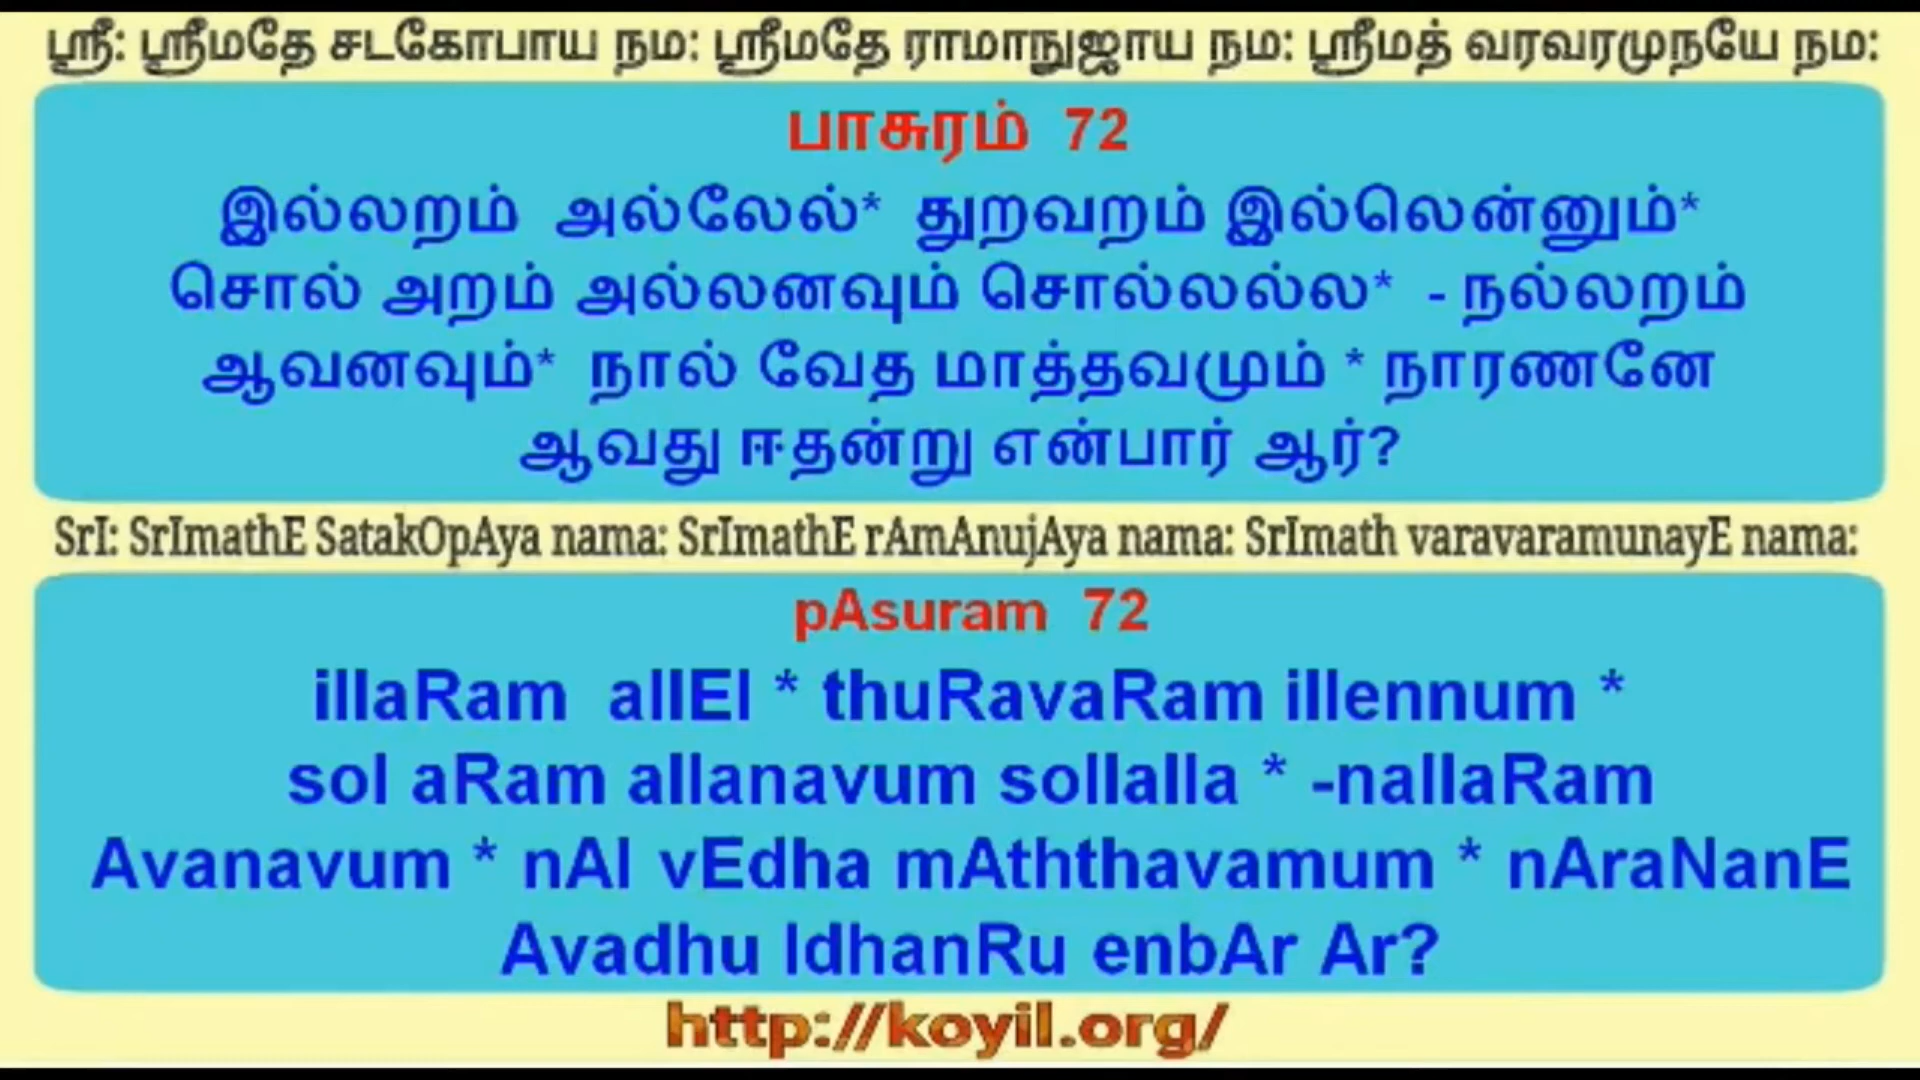 ஸ்ரீ: ஸ்ரீமதே சடகோபாய நம: ஸ்ரீமதே ராமாநுஜாய நம: ஸ்ரீமத் வரவரமுநயே நம:
பாசுரம் 72
இல்லறம் அல்லேல்* துறவறம் இல்லென்னும்*
சொல் அறம் அல்லனவும் சொல்லல்ல* - நல்லறம்
ஆவனவும்* நால் வேத மாத்தவமும் * நாரணனே
ஆவது ஈதன்று என்பார் ஆர்?
SrI: SrImathE SatakOpAya nama: SrImathE rAmAnujAya nama: SrImath varavaramunayE nama:
pAsuram 72
illaRam allEl * thuRavaRam illennum *
sol aRam allanavum sollalla * -nallaRam
Avanavum * nAl vEdha mAththavamum * nAraNanE
Avadhu IdhanRu enbAr Ar?
http://koyil.org/